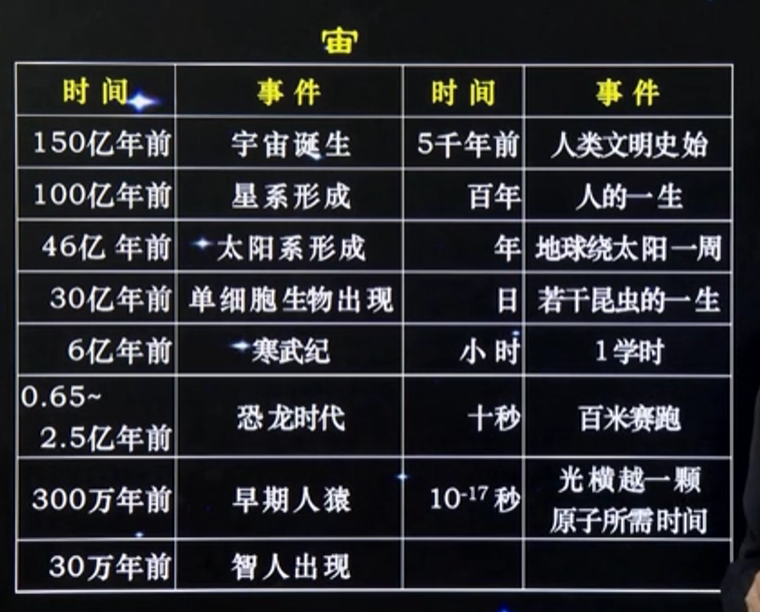 宙
时间 事件 时间 事件
150亿年前 宇宙诞生 5千年前 人类文明史始
100亿年前 星系形成 百年 人的一生
46亿年前 太阳系形成 年 地球绕太阳一周
30亿年前 单细胞生物出现 日 若干昆虫的一生
6亿年前 寒武纪 小时 1学时
0.65~
2.5亿年前 恐龙时代 十秒 百米赛跑
300万年前 早期人猿 10⁻¹⁷秒 光横越一颗
原子所需时间
30万年前 智人出现